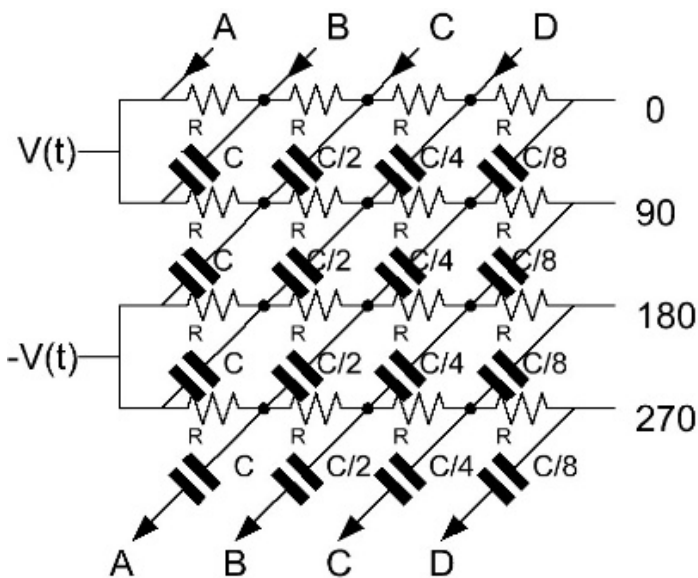 A B C D
0
R R R R
V(t)
C C/2 C/4 C/8
90
R R R R
C C/2 C/4 C/8
180
R R R R
-V(t)
C C/2 C/4 C/8
270
R R R R
C C/2 C/4 C/8
A B C D